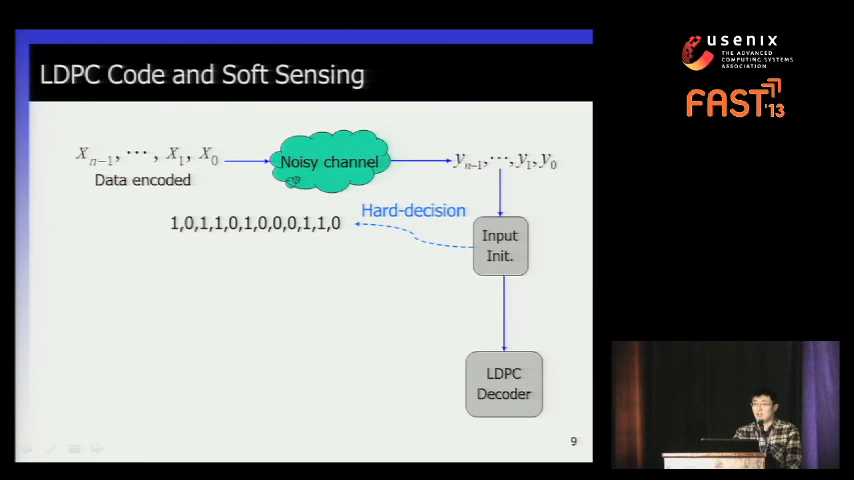 LDPC Code and Soft Sensing
X_{n-1}, ⋯, X_1, X_0
Data encoded
Noisy channel
y_{n-1}, ⋯, y_1, y_0
Hard-decision
1,0,1,1,0,1,0,0,0,1,1,0
Input
Init.
LDPC
Decoder
9
usenix
THE ADVANCED
COMPUTING SYSTEMS
ASSOCIATION
FAST'13